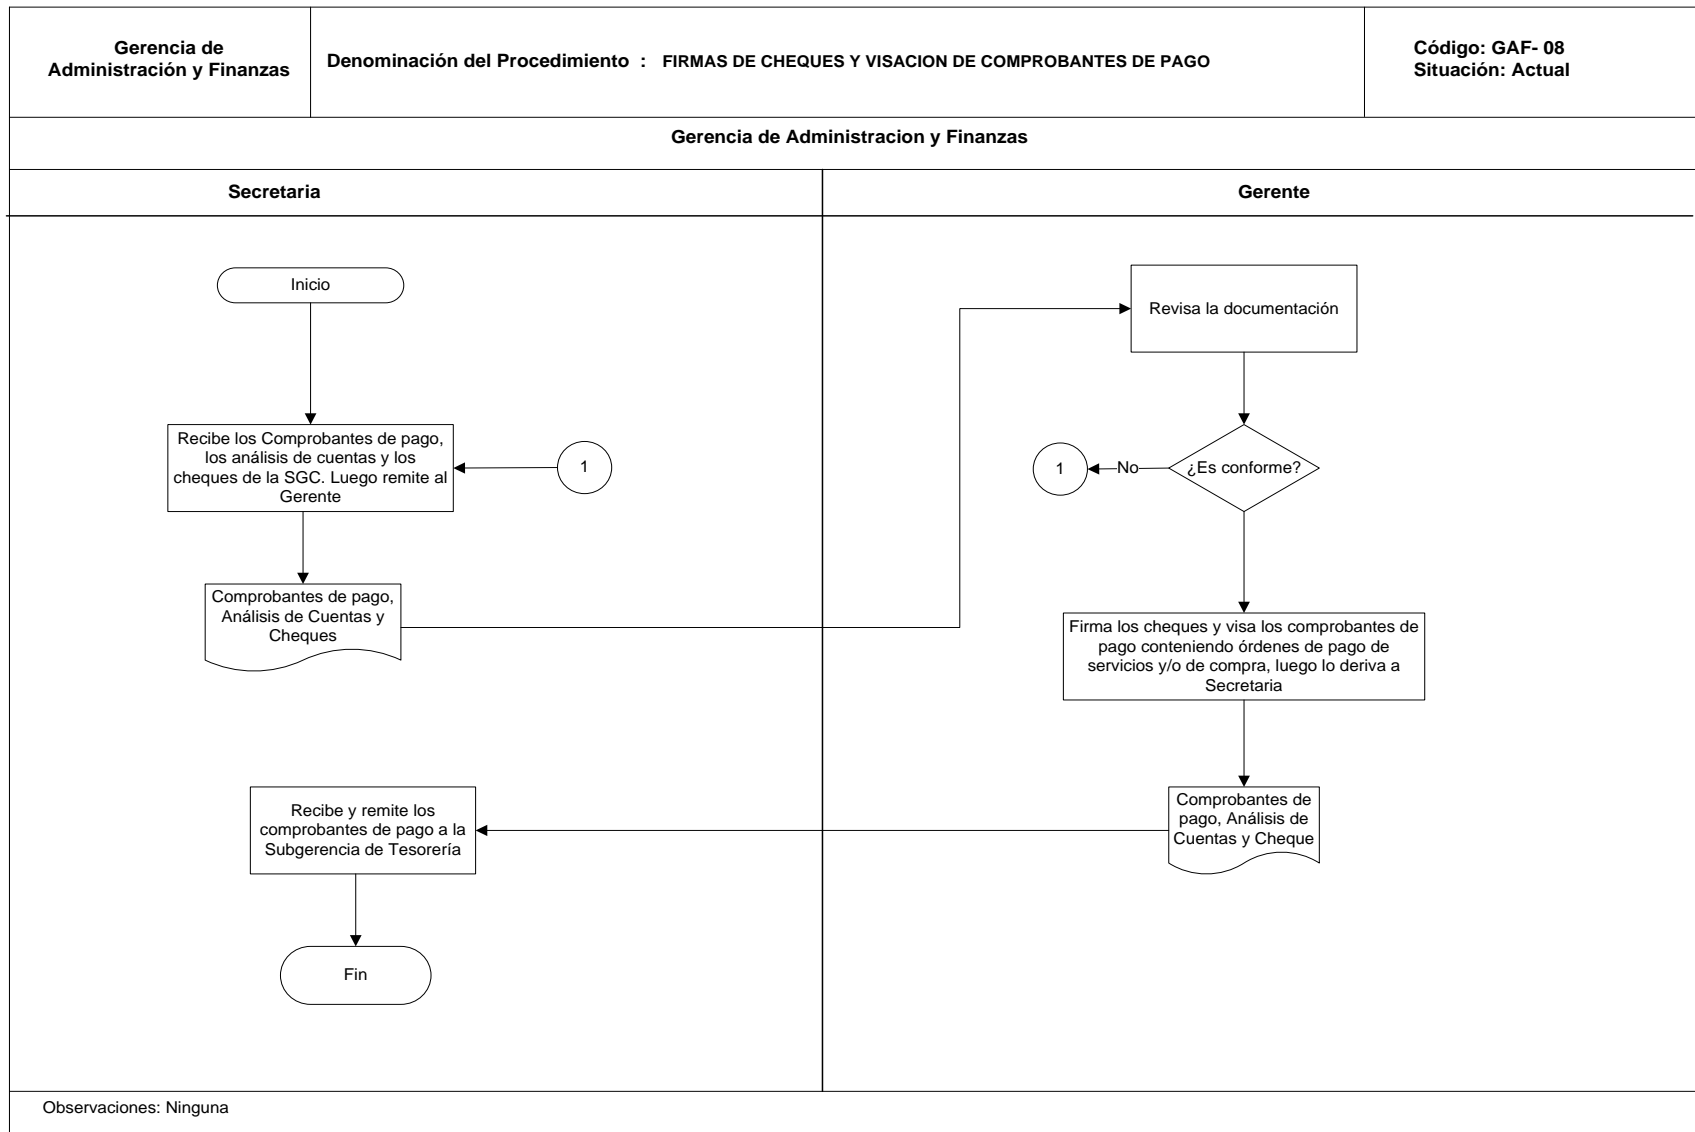 Gerencia de
Administración y Finanzas
Denominación del Procedimiento : FIRMAS DE CHEQUES Y VISACION DE COMPROBANTES DE PAGO
Código: GAF- 08
Situación: Actual
Gerencia de Administracion y Finanzas
Secretaria
Gerente
Inicio
Recibe los Comprobantes de pago,
los análisis de cuentas y los
cheques de la SGC. Luego remite al
Gerente
1
Comprobantes de pago,
Análisis de Cuentas y
Cheques
Revisa la documentación
¿Es conforme?
No
1
Firma los cheques y visa los comprobantes de
pago conteniendo órdenes de pago de
servicios y/o de compra, luego lo deriva a
Secretaria
Comprobantes de
pago, Análisis de
Cuentas y Cheque
Recibe y remite los
comprobantes de pago a la
Subgerencia de Tesorería
Fin
Observaciones: Ninguna